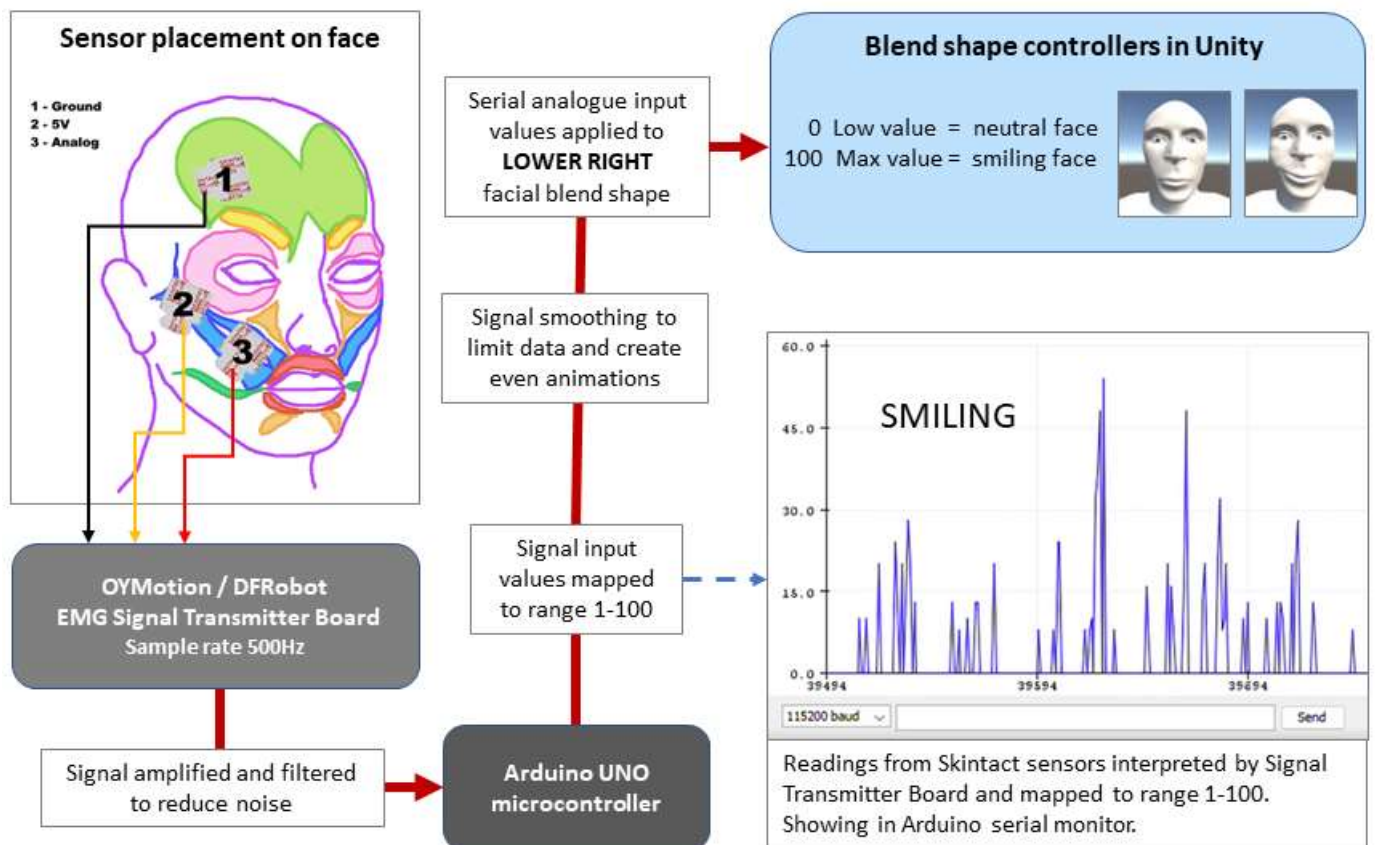 Sensor placement on face
1 - Ground
2 - 5V
3 - Analog
1
2
3
OYMotion / DFRobot
EMG Signal Transmitter Board
Sample rate 500Hz
Signal amplified and filtered
to reduce noise
Arduino UNO
microcontroller
Signal input
values mapped
to range 1-100
Signal smoothing to
limit data and create
even animations
Serial analogue input
values applied to
LOWER RIGHT
facial blend shape
Blend shape controllers in Unity
0 Low value = neutral face
100 Max value = smiling face
60.0
45.0
30.0
15.0
0.0
SMILING
39494
39594
39694
115200 baud
Send
Readings from Skintact sensors interpreted by Signal
Transmitter Board and mapped to range 1-100.
Showing in Arduino serial monitor.